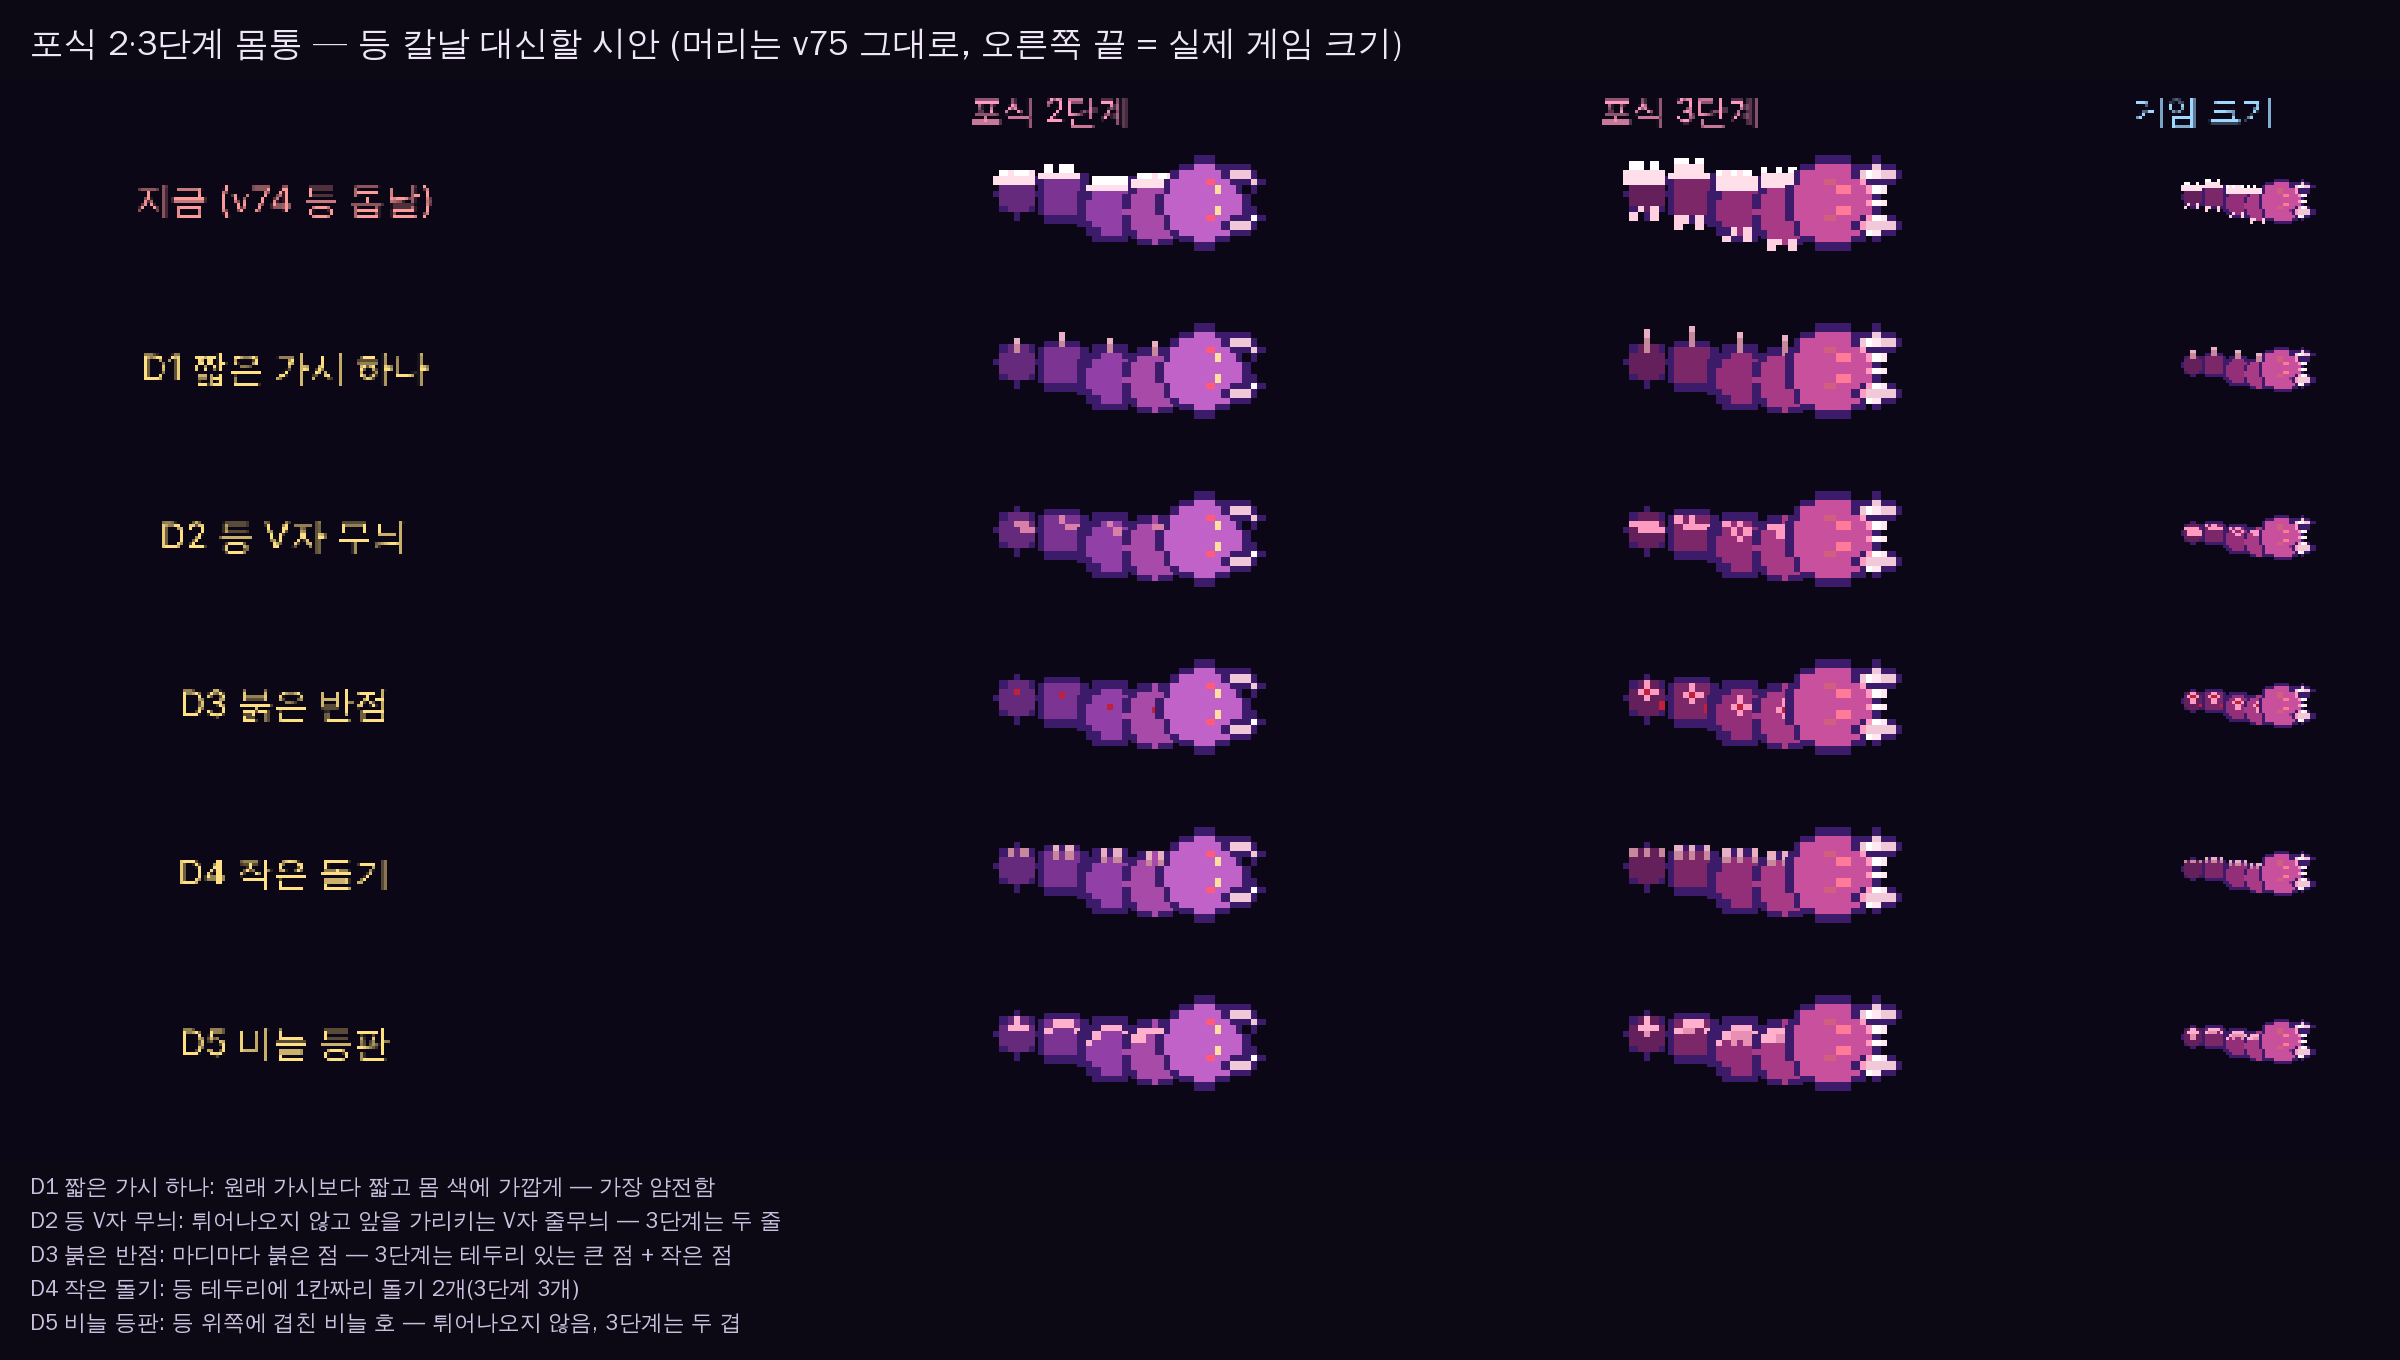 포식 2·3단계 몸통 — 등 칼날 대신할 시안 (머리는 v75 그대로, 오른쪽 끝 = 실제 게임 크기)
포식 2단계 포식 3단계 게임 크기
지금 (v74 등 톱날)
D1 짧은 가시 하나
D2 등 V자 무늬
D3 붉은 반점
D4 작은 돌기
D5 비늘 등판
D1 짧은 가시 하나: 원래 가시보다 짧고 몸 색에 가깝게 — 가장 얌전함
D2 등 V자 무늬: 튀어나오지 않고 앞을 가리키는 V자 줄무늬 — 3단계는 두 줄
D3 붉은 반점: 마디마다 붉은 점 — 3단계는 테두리 있는 큰 점 + 작은 점
D4 작은 돌기: 등 테두리에 1칸짜리 돌기 2개(3단계 3개)
D5 비늘 등판: 등 위쪽에 겹친 비늘 호 — 튀어나오지 않음, 3단계는 두 겹